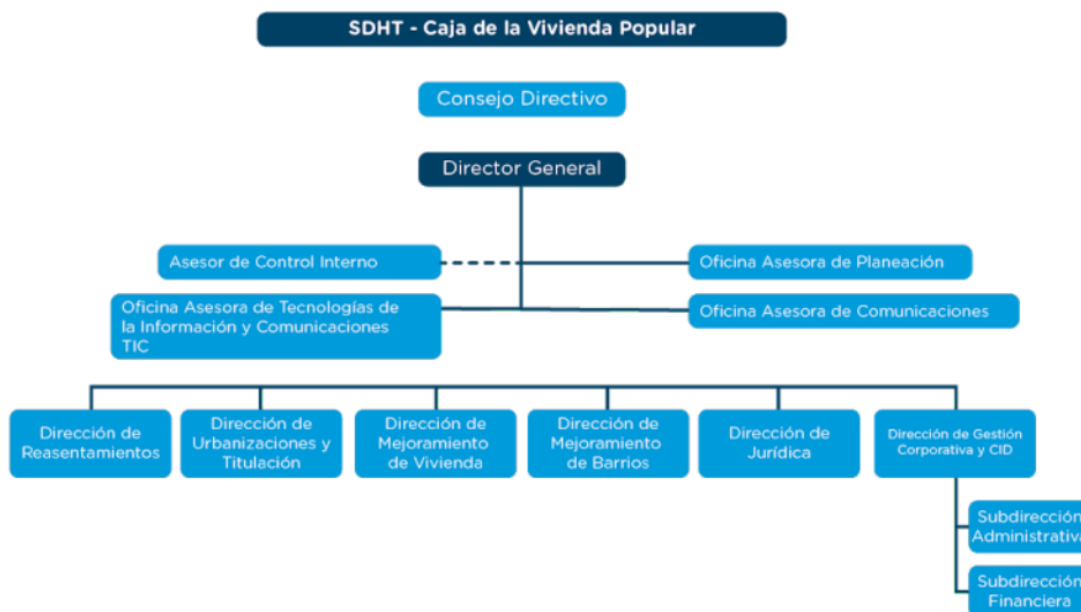 SDHT - Caja de la Vivienda Popular
Consejo Directivo
Director General
Asesor de Control Interno
Oficina Asesora de Planeación
Oficina Asesora de Tecnologías de
la Información y Comunicaciones
TIC
Oficina Asesora de Comunicaciones
Dirección de
Reasentamientos
Dirección de
Urbanizaciones y
Titulación
Dirección de
Mejoramiento
de Vivienda
Dirección de
Mejoramiento
de Barrios
Dirección de
Jurídica
Dirección de Gestión
Corporativa y CID
Subdirección
Administrativa
Subdirección
Financiera